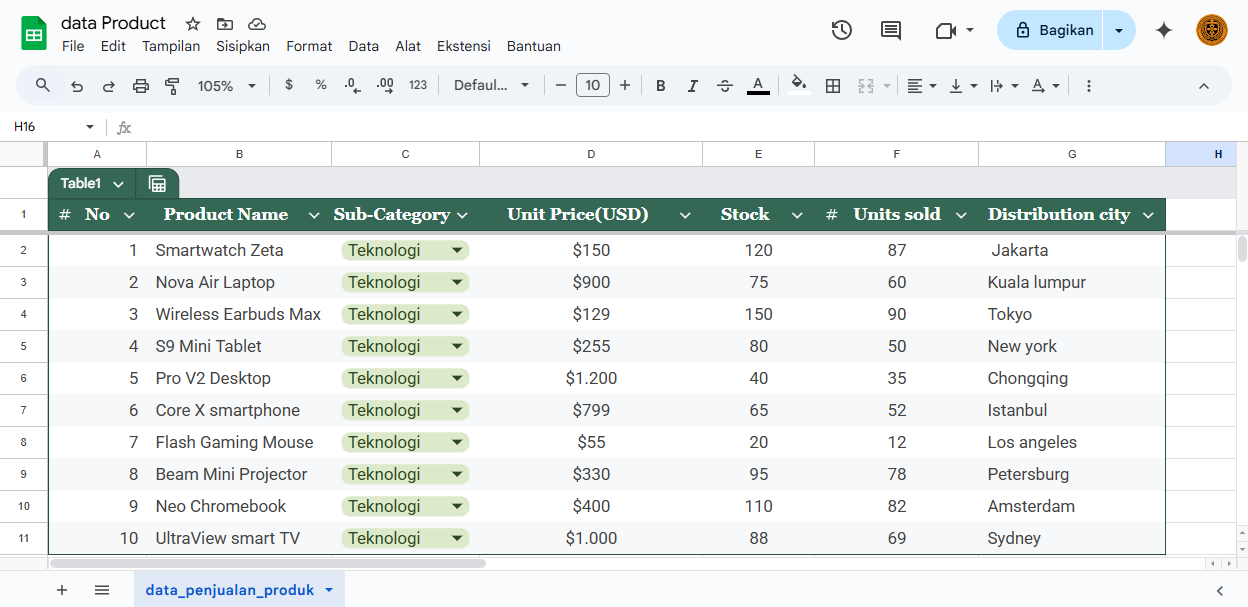 data Product
File Edit Tampilan Sisipkan Format Data Alat Ekstensi Bantuan
Bagikan
105% $ % .0 .00 123 Defaul... − 10 + B I S A A
H16 fx
A B C D E F G H
Table1
1 # No Product Name Sub-Category Unit Price(USD) Stock # Units sold Distribution city
2 1 Smartwatch Zeta Teknologi $150 120 87 Jakarta
3 2 Nova Air Laptop Teknologi $900 75 60 Kuala lumpur
4 3 Wireless Earbuds Max Teknologi $129 150 90 Tokyo
5 4 S9 Mini Tablet Teknologi $255 80 50 New york
6 5 Pro V2 Desktop Teknologi $1.200 40 35 Chongqing
7 6 Core X smartphone Teknologi $799 65 52 Istanbul
8 7 Flash Gaming Mouse Teknologi $55 20 12 Los angeles
9 8 Beam Mini Projector Teknologi $330 95 78 Petersburg
10 9 Neo Chromebook Teknologi $400 110 82 Amsterdam
11 10 UltraView smart TV Teknologi $1.000 88 69 Sydney
+ data_penjualan_produk